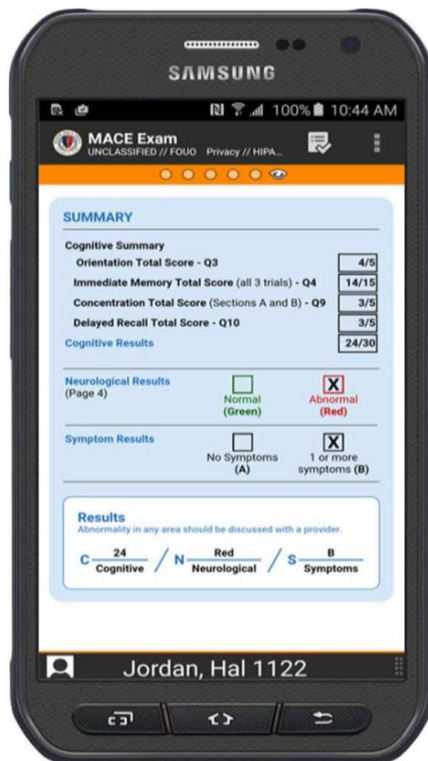 SAMSUNG
100% 10:44 AM
MACE Exam
UNCLASSIFIED // FOUO Privacy // HIPA...
SUMMARY
Cognitive Summary
Orientation Total Score - Q3 4/5
Immediate Memory Total Score (all 3 trials) - Q4 14/15
Concentration Total Score (Sections A and B) - Q9 3/5
Delayed Recall Total Score - Q10 3/5
Cognitive Results 24/30
Neurological Results X
(Page 4) Normal Abnormal
(Green) (Red)
Symptom Results X
No Symptoms 1 or more
(A) symptoms (B)
Results
Abnormality in any area should be discussed with a provider.
C 24 / N Red / S B
Cognitive Neurological Symptoms
Jordan, Hal 1122